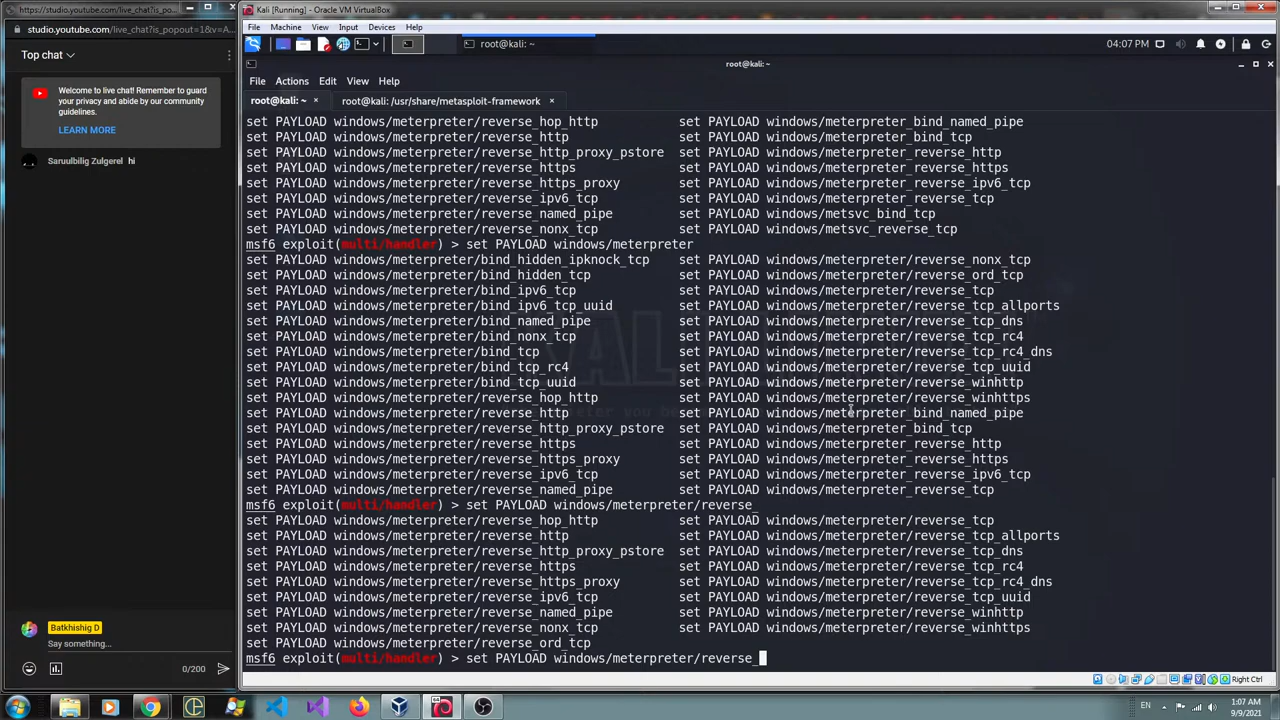 https://studio.youtube.com/live_chat?is_popout=1&v=A...
studio.youtube.com/live_chat?is_popout=1&v=A...
Top chat
Welcome to live chat! Remember to guard
your privacy and abide by our community
guidelines.
LEARN MORE
Saruulbilig Zulgerel hi
Batkhishig D
Say something...
0/200
Kali [Running] - Oracle VM VirtualBox
File Machine View Input Devices Help
root@kali: ~
04:07 PM
root@kali:~
File Actions Edit View Help
root@kali: ~ × root@kali: /usr/share/metasploit-framework ×
set PAYLOAD windows/meterpreter/reverse_hop_http set PAYLOAD windows/meterpreter_bind_named_pipe
set PAYLOAD windows/meterpreter/reverse_http set PAYLOAD windows/meterpreter_bind_tcp
set PAYLOAD windows/meterpreter/reverse_http_proxy_pstore set PAYLOAD windows/meterpreter_reverse_http
set PAYLOAD windows/meterpreter/reverse_https set PAYLOAD windows/meterpreter_reverse_https
set PAYLOAD windows/meterpreter/reverse_https_proxy set PAYLOAD windows/meterpreter_reverse_ipv6_tcp
set PAYLOAD windows/meterpreter/reverse_ipv6_tcp set PAYLOAD windows/meterpreter_reverse_tcp
set PAYLOAD windows/meterpreter/reverse_named_pipe set PAYLOAD windows/metsvc_bind_tcp
set PAYLOAD windows/meterpreter/reverse_nonx_tcp set PAYLOAD windows/metsvc_reverse_tcp
msf6 exploit(multi/handler) > set PAYLOAD windows/meterpreter
set PAYLOAD windows/meterpreter/bind_hidden_ipknock_tcp set PAYLOAD windows/meterpreter/reverse_nonx_tcp
set PAYLOAD windows/meterpreter/bind_hidden_tcp set PAYLOAD windows/meterpreter/reverse_ord_tcp
set PAYLOAD windows/meterpreter/bind_ipv6_tcp set PAYLOAD windows/meterpreter/reverse_tcp
set PAYLOAD windows/meterpreter/bind_ipv6_tcp_uuid set PAYLOAD windows/meterpreter/reverse_tcp_allports
set PAYLOAD windows/meterpreter/bind_named_pipe set PAYLOAD windows/meterpreter/reverse_tcp_dns
set PAYLOAD windows/meterpreter/bind_nonx_tcp set PAYLOAD windows/meterpreter/reverse_tcp_rc4
set PAYLOAD windows/meterpreter/bind_tcp set PAYLOAD windows/meterpreter/reverse_tcp_rc4_dns
set PAYLOAD windows/meterpreter/bind_tcp_rc4 set PAYLOAD windows/meterpreter/reverse_tcp_uuid
set PAYLOAD windows/meterpreter/bind_tcp_uuid set PAYLOAD windows/meterpreter/reverse_winhttp
set PAYLOAD windows/meterpreter/reverse_hop_http set PAYLOAD windows/meterpreter/reverse_winhttps
set PAYLOAD windows/meterpreter/reverse_http set PAYLOAD windows/meterpreter_bind_named_pipe
set PAYLOAD windows/meterpreter/reverse_http_proxy_pstore set PAYLOAD windows/meterpreter_bind_tcp
set PAYLOAD windows/meterpreter/reverse_https set PAYLOAD windows/meterpreter_reverse_http
set PAYLOAD windows/meterpreter/reverse_https_proxy set PAYLOAD windows/meterpreter_reverse_https
set PAYLOAD windows/meterpreter/reverse_ipv6_tcp set PAYLOAD windows/meterpreter_reverse_ipv6_tcp
set PAYLOAD windows/meterpreter/reverse_named_pipe set PAYLOAD windows/meterpreter_reverse_tcp
msf6 exploit(multi/handler) > set PAYLOAD windows/meterpreter/reverse_
set PAYLOAD windows/meterpreter/reverse_hop_http set PAYLOAD windows/meterpreter/reverse_tcp
set PAYLOAD windows/meterpreter/reverse_http set PAYLOAD windows/meterpreter/reverse_tcp_allports
set PAYLOAD windows/meterpreter/reverse_http_proxy_pstore set PAYLOAD windows/meterpreter/reverse_tcp_dns
set PAYLOAD windows/meterpreter/reverse_https set PAYLOAD windows/meterpreter/reverse_tcp_rc4
set PAYLOAD windows/meterpreter/reverse_https_proxy set PAYLOAD windows/meterpreter/reverse_tcp_rc4_dns
set PAYLOAD windows/meterpreter/reverse_ipv6_tcp set PAYLOAD windows/meterpreter/reverse_tcp_uuid
set PAYLOAD windows/meterpreter/reverse_named_pipe set PAYLOAD windows/meterpreter/reverse_winhttp
set PAYLOAD windows/meterpreter/reverse_nonx_tcp set PAYLOAD windows/meterpreter/reverse_winhttps
set PAYLOAD windows/meterpreter/reverse_ord_tcp
msf6 exploit(multi/handler) > set PAYLOAD windows/meterpreter/reverse_
Right Ctrl
EN
1:07 AM
9/9/2021